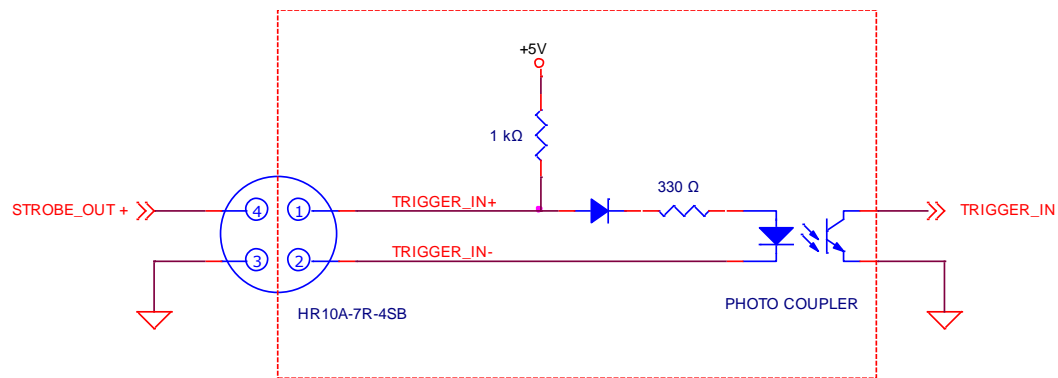 +5V
1 kΩ
330 Ω
STROBE_OUT +
4
1
TRIGGER_IN+
TRIGGER_IN
3
2
TRIGGER_IN-
HR10A-7R-4SB
PHOTO COUPLER